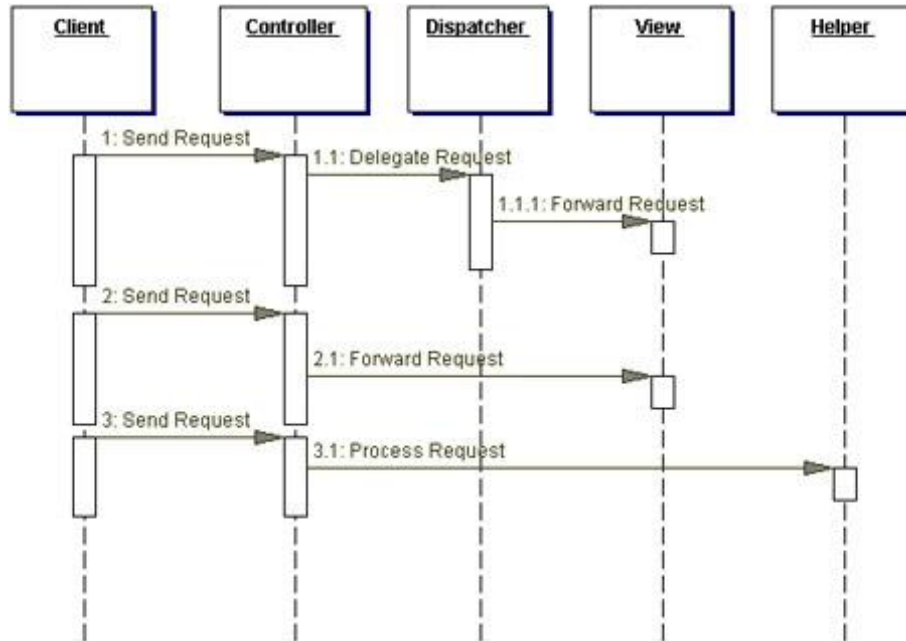 Client
Controller
Dispatcher
View
Helper
1: Send Request
1.1: Delegate Request
1.1.1: Forward Request
2: Send Request
2.1: Forward Request
3: Send Request
3.1: Process Request